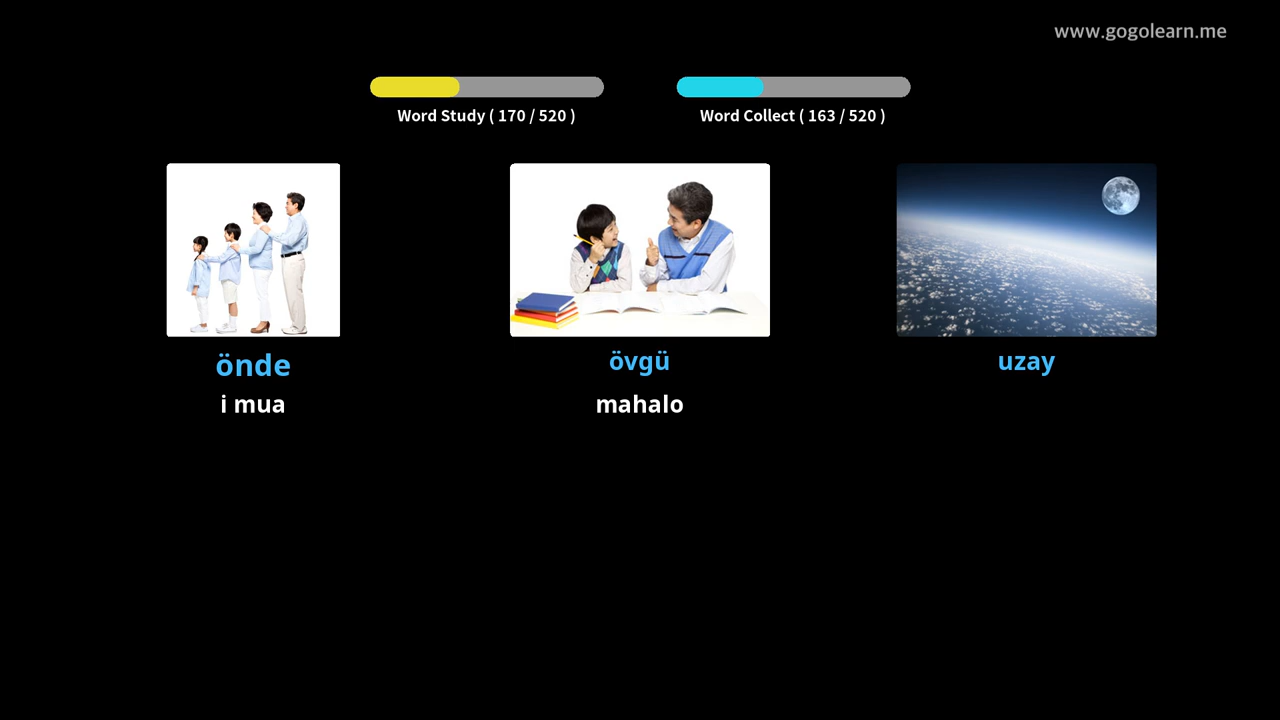 www.gogolearn.me
Word Study ( 170 / 520 )
Word Collect ( 163 / 520 )
önde
i mua
övgü
mahalo
uzay